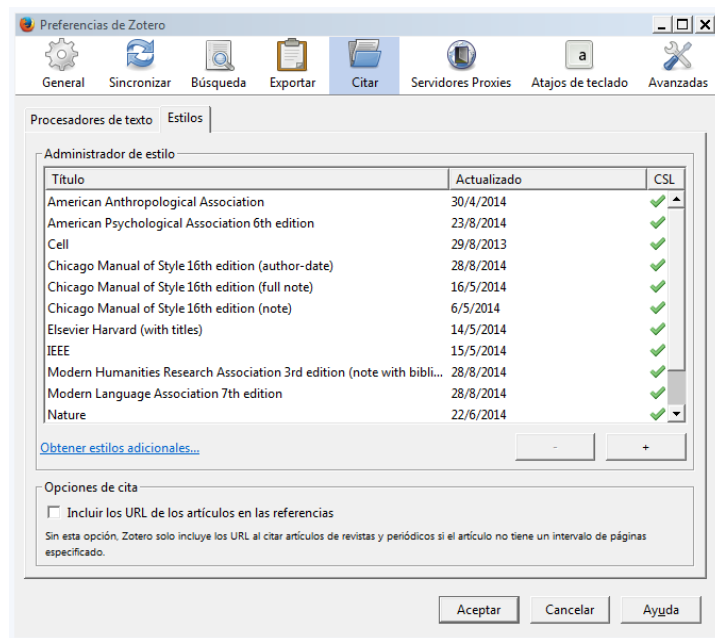 Preferencias de Zotero
General Sincronizar Búsqueda Exportar Citar Servidores Proxies a Atajos de teclado Avanzadas
Procesadores de texto Estilos
Administrador de estilo
Título Actualizado CSL
American Anthropological Association 30/4/2014
American Psychological Association 6th edition 23/8/2014
Cell 29/8/2013
Chicago Manual of Style 16th edition (author-date) 28/8/2014
Chicago Manual of Style 16th edition (full note) 16/5/2014
Chicago Manual of Style 16th edition (note) 6/5/2014
Elsevier Harvard (with titles) 14/5/2014
IEEE 15/5/2014
Modern Humanities Research Association 3rd edition (note with bibli... 28/8/2014
Modern Language Association 7th edition 28/8/2014
Nature 22/6/2014
Obtener estilos adicionales... - +
Opciones de cita
Incluir los URL de los artículos en las referencias
Sin esta opción, Zotero solo incluye los URL al citar artículos de revistas y periódicos si el artículo no tiene un intervalo de páginas
especificado.
Aceptar Cancelar Ayuda